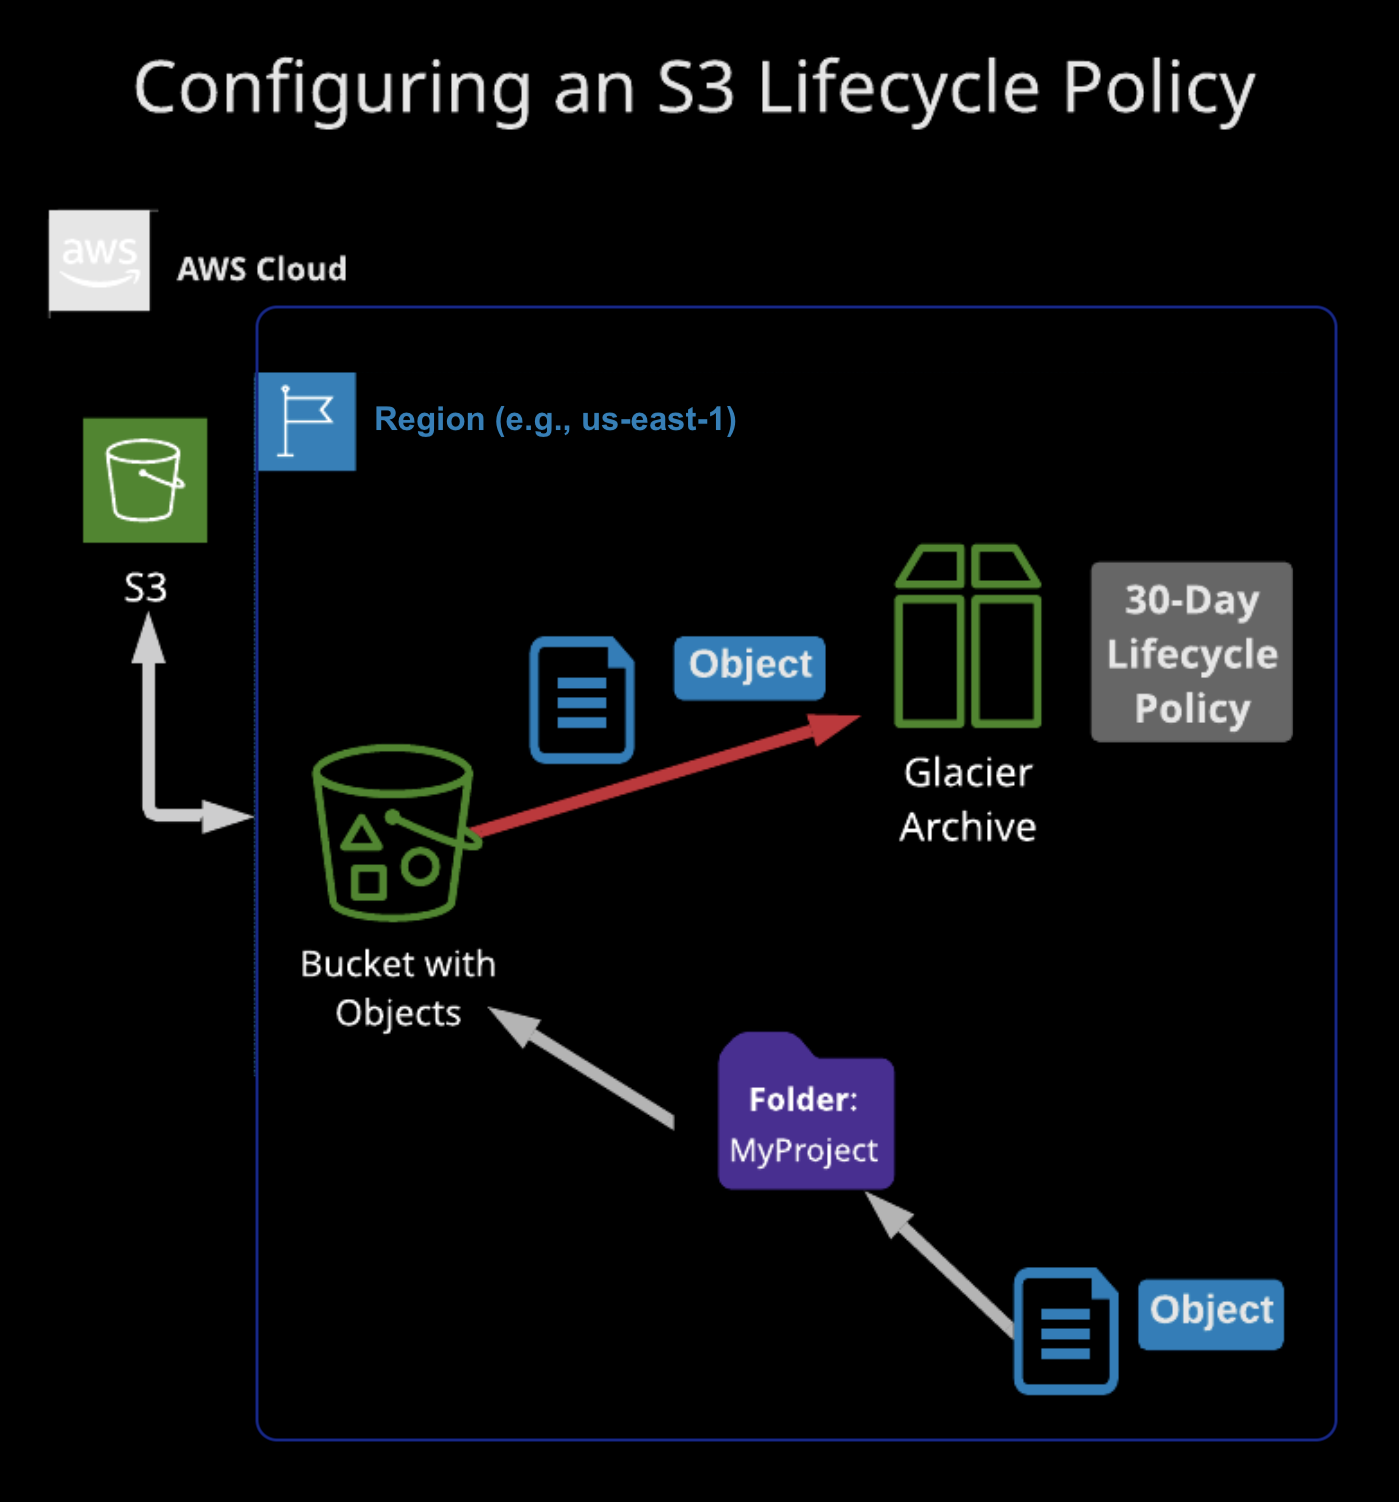 Configuring an S3 Lifecycle Policy
aws
AWS Cloud
Region (e.g., us-east-1)
S3
Object
30-Day
Lifecycle
Policy
Glacier
Archive
Bucket with
Objects
Folder:
MyProject
Object